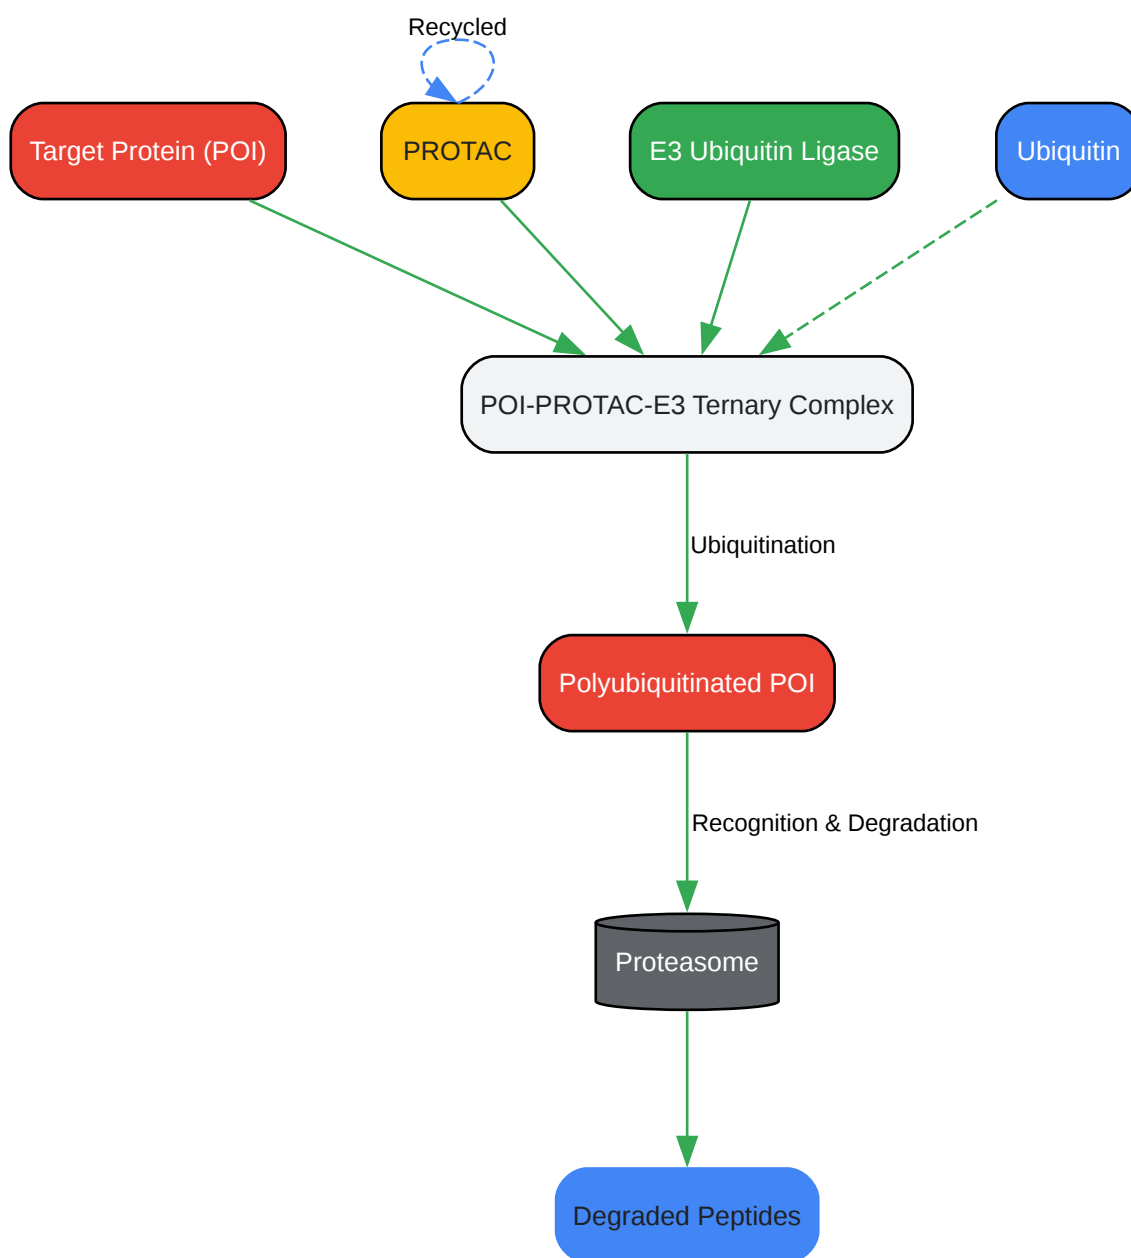 Recycled
Target Protein (POI)
PROTAC
E3 Ubiquitin Ligase
Ubiquitin
POI-PROTAC-E3 Ternary Complex
Ubiquitination
Polyubiquitinated POI
Recognition & Degradation
Proteasome
Degraded Peptides